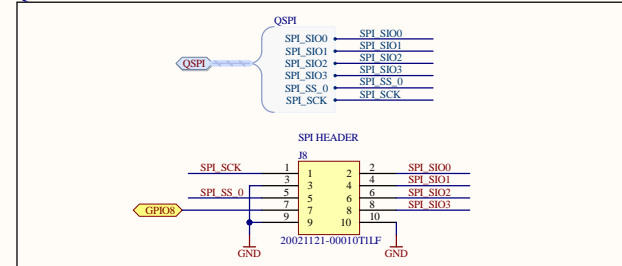 QSPI
SPI_SIO0 SPI_SIO0
SPI_SIO1 SPI_SIO1
QSPI SPI_SIO2 SPI_SIO2
SPI_SIO3 SPI_SIO3
SPI_SS_0 SPI_SS_0
SPI_SCK SPI_SCK
SPI HEADER
J8
SPI_SCK 1 1 2 2 SPI_SIO0
3 3 4 4 SPI_SIO1
SPI_SS_0 5 5 6 6 SPI_SIO2
GPIO8 7 7 8 8 SPI_SIO3
9 9 10 10
20021121-00010T1LF
GND GND